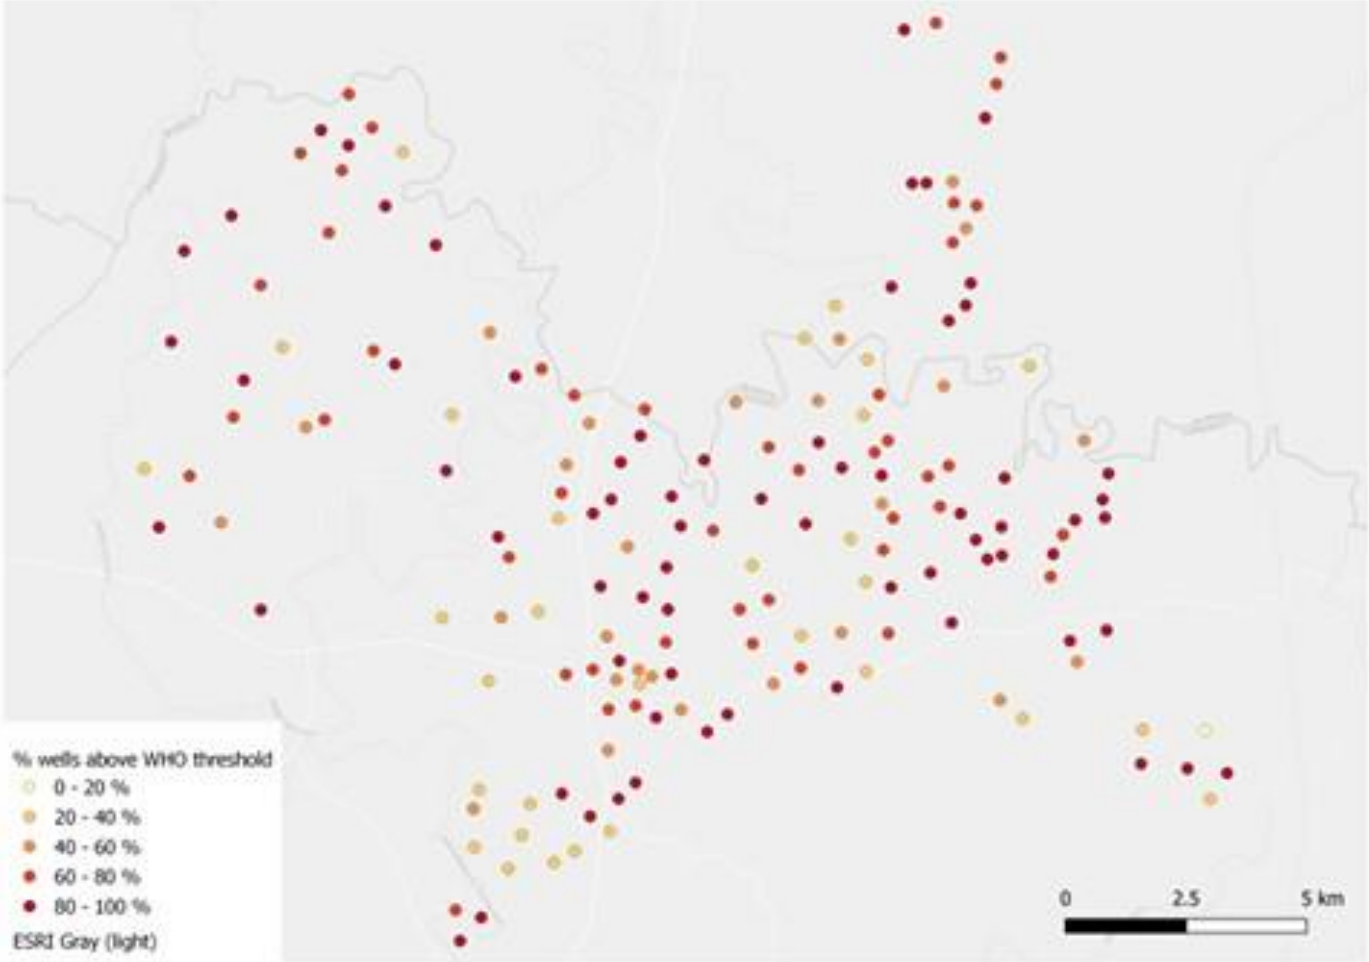 % wells above WHO threshold
0 - 20 %
20 - 40 %
40 - 60 %
60 - 80 %
80 - 100 %
ESRI Gray (light)
0 2.5 5 km